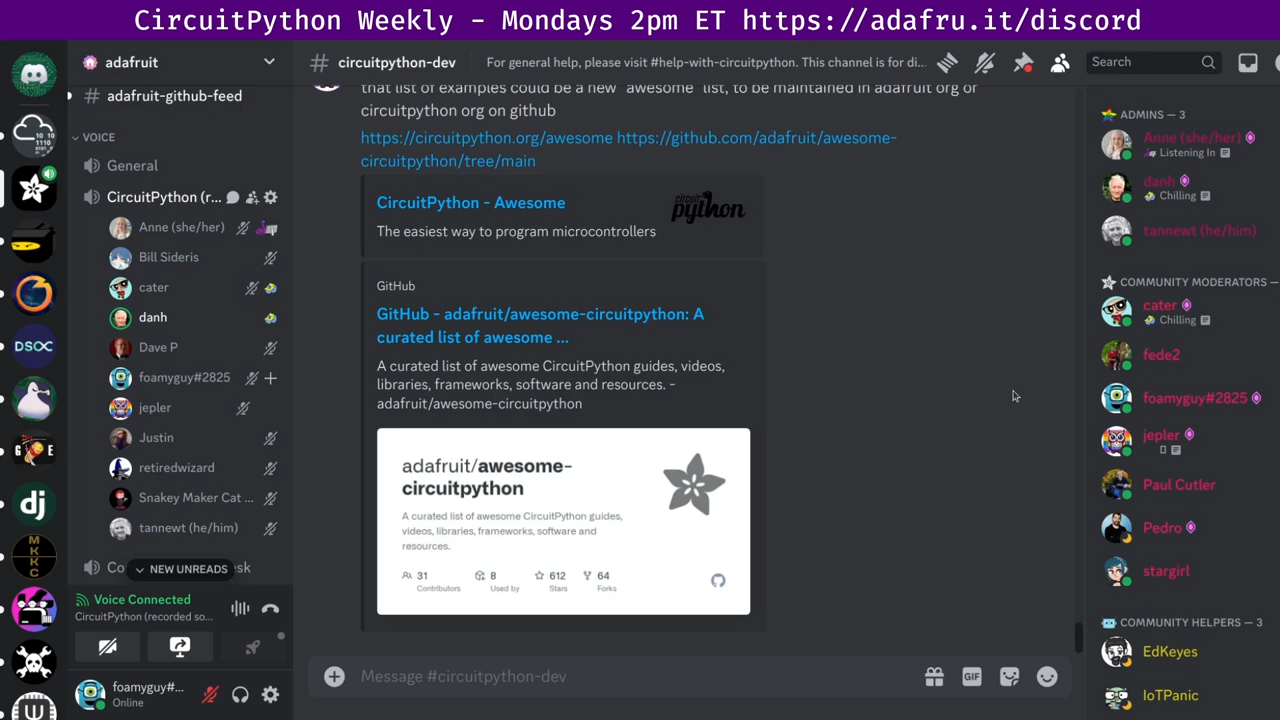 CircuitPython Weekly - Mondays 2pm ET https://adafru.it/discord
adafruit
# circuitpython-dev
For general help, please visit #help-with-circuitpython. This channel is for di...
Search
# adafruit-github-feed
VOICE
General
CircuitPython (r...
Anne (she/her)
Bill Sideris
cater
danh
Dave P
foamyguy#2825
jepler
Justin
retiredwizard
Snakey Maker Cat ...
tannewt (he/him)
Co
NEW UNREADS
sk
Voice Connected
CircuitPython (recorded so...
foamyguy#...
Online
that list of examples could be a new "awesome" list, to be maintained in adafruit org or
circuitpython org on github
https://circuitpython.org/awesome https://github.com/adafruit/awesome-
circuitpython/tree/main
CircuitPython - Awesome
The easiest way to program microcontrollers
circuit
python
GitHub
GitHub - adafruit/awesome-circuitpython: A
curated list of awesome ...
A curated list of awesome CircuitPython guides, videos,
libraries, frameworks, software and resources. -
adafruit/awesome-circuitpython
adafruit/awesome-
circuitpython
A curated list of awesome CircuitPython guides,
videos, libraries, frameworks, software and
resources.
31
Contributors
8
Used by
612
Stars
64
Forks
Message #circuitpython-dev
GIF
ADMINS — 3
Anne (she/her)
Listening In
danh
Chilling
tannewt (he/him)
COMMUNITY MODERATORS —
cater
Chilling
fede2
foamyguy#2825
jepler
Paul Cutler
Pedro
stargirl
COMMUNITY HELPERS — 3
EdKeyes
IoTPanic
DSOC
dj